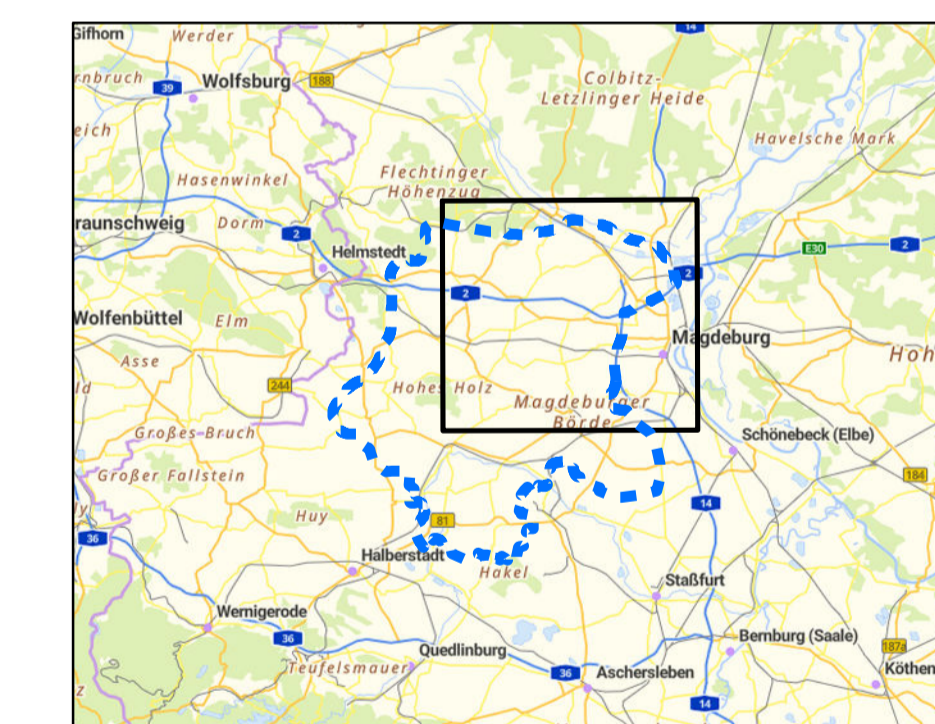 14
Gifhorn
Werder
Wolfsburg
188
39
Colbitz-
Letzlinger Heide
Havelsche Mark
Flechtinger
Höhenzug
Hasenwinkel
raunschweig
Dorm
2
Helmstedt
E30
2
2
2
Wolfenbüttel
Elm
Magdeburg
Asse
Hohes Holz
244
Magdeburger
Börde
Hoh
Großes-Bruch
Schönebeck (Elbe)
Großer Fallstein
184
14
Huy
81
36
Halberstadt
Hakel
Staßfurt
Wernigerode
36
Quedlinburg
Bernburg (Saale)
187a
Teufelsmauer
36
Aschersleben
Köthen
14